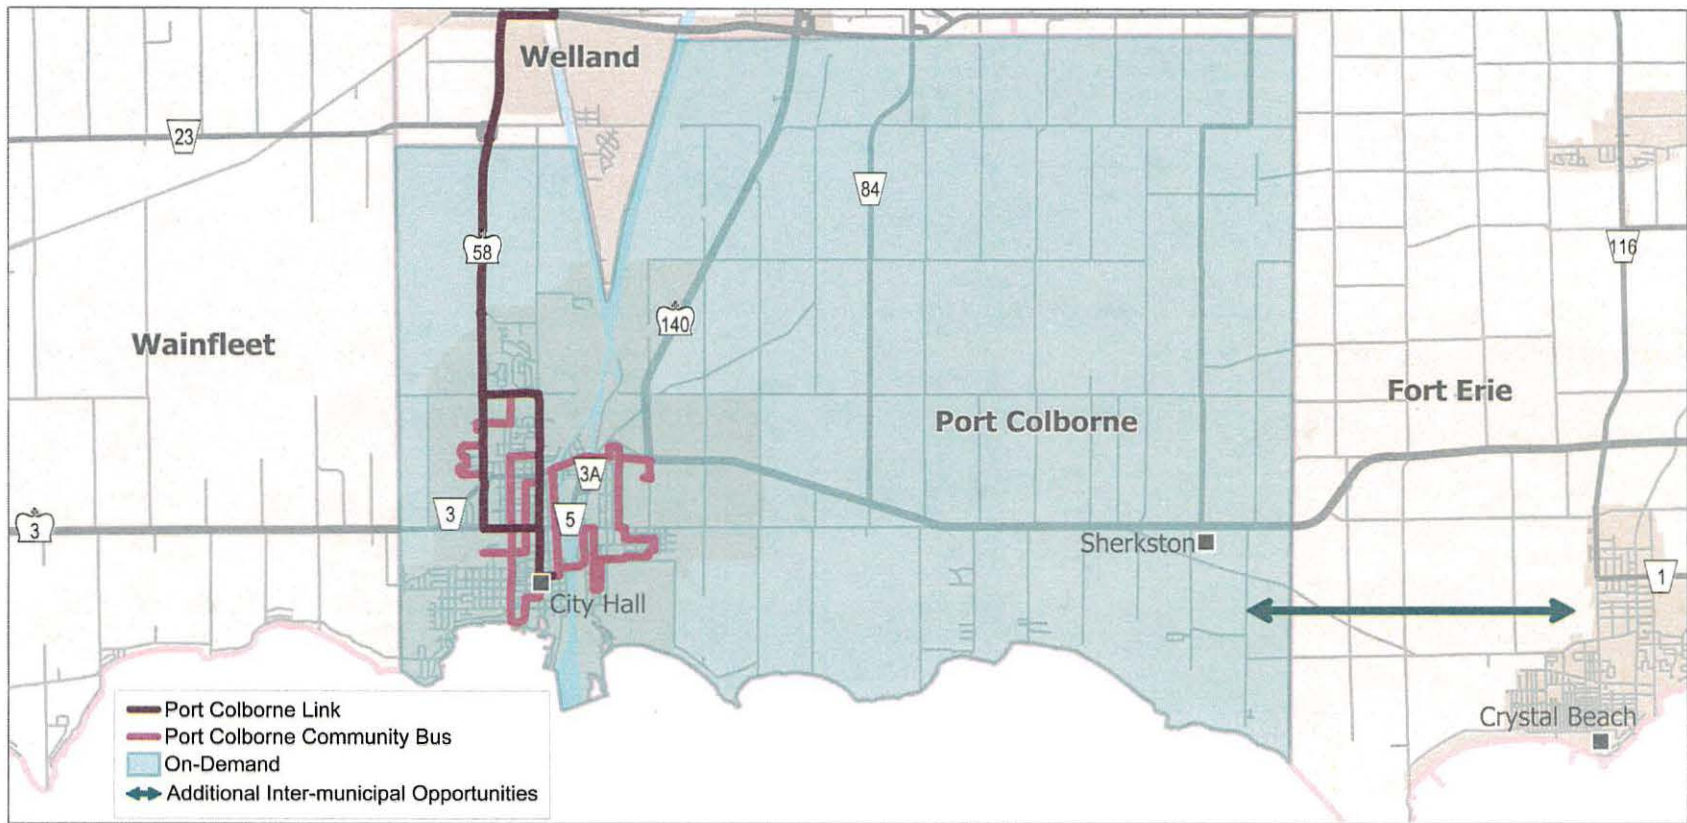 Welland
23
84
58
116
140
Wainfleet
Fort Erie
Port Colborne
3A
3
5
3
Sherkston
1
City Hall
Crystal Beach
Port Colborne Link
Port Colborne Community Bus
On-Demand
Additional Inter-municipal Opportunities